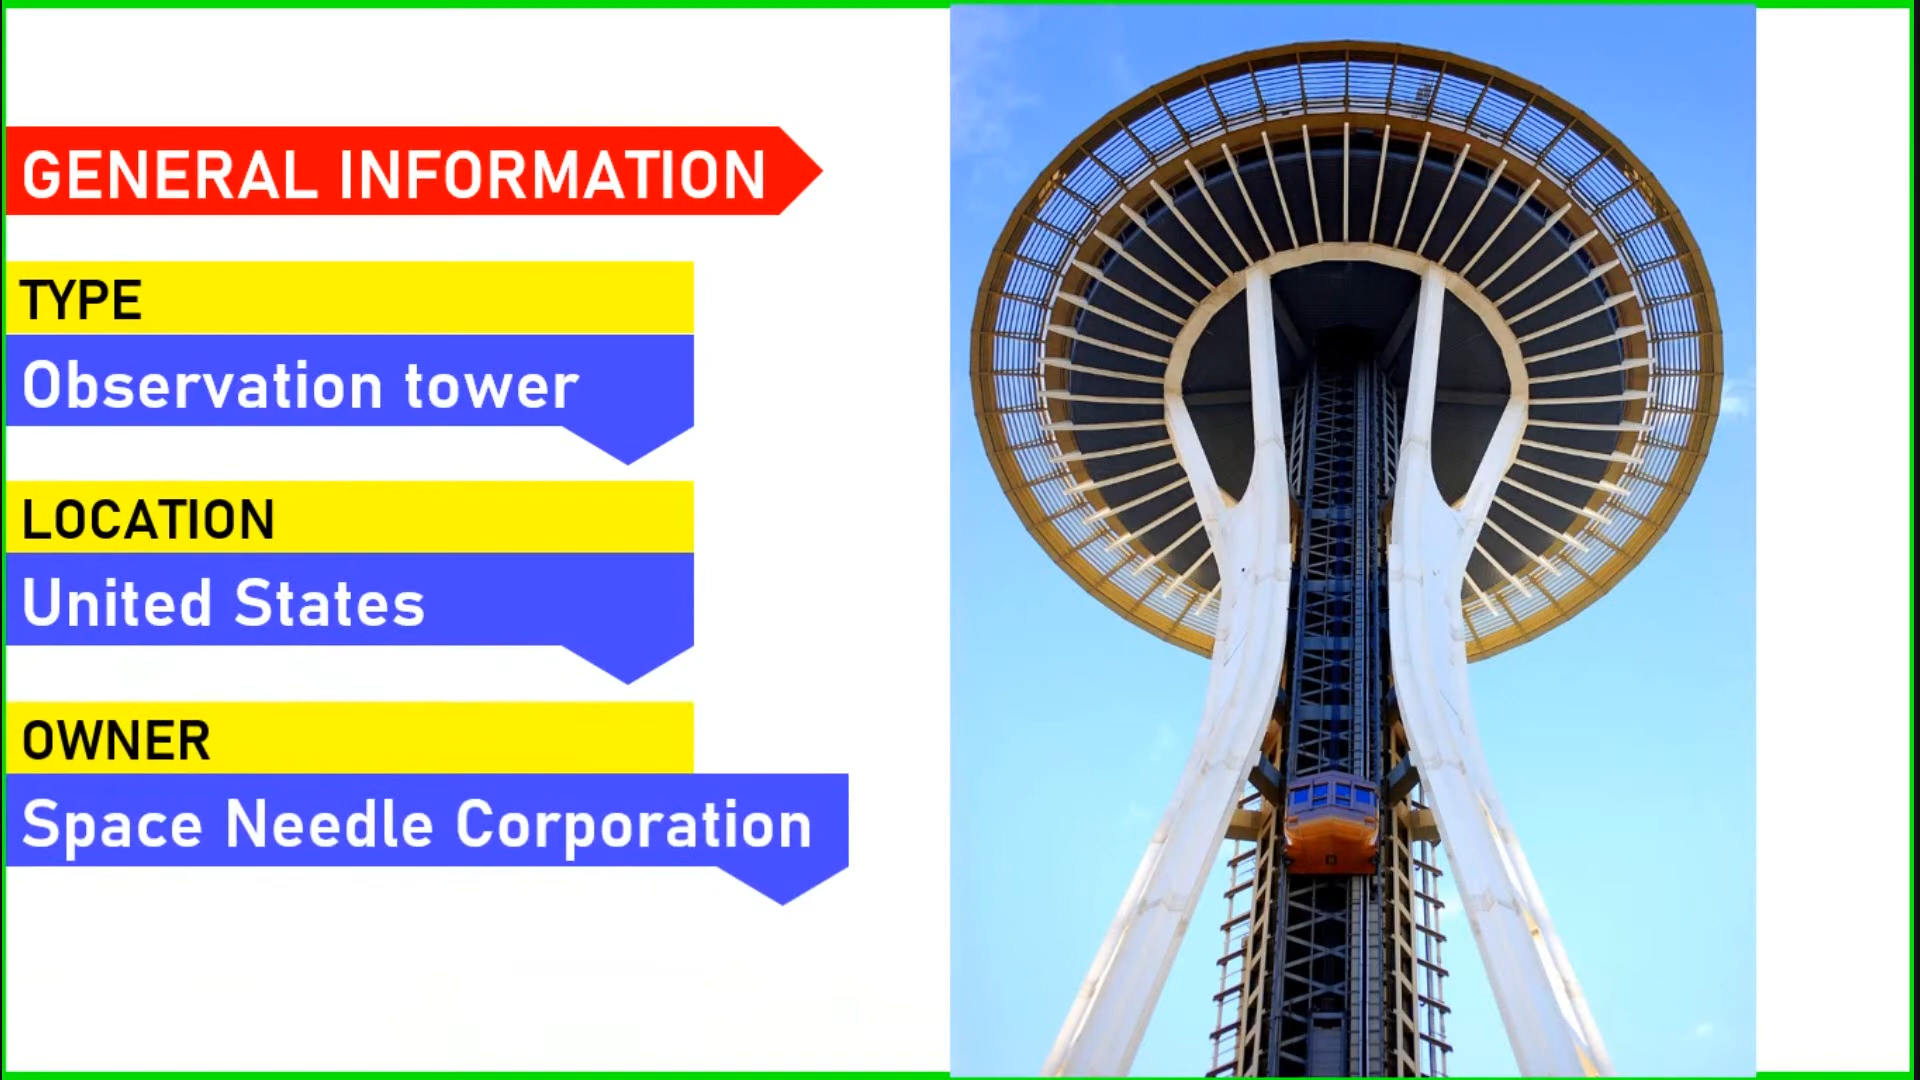 GENERAL INFORMATION
TYPE
Observation tower
LOCATION
United States
OWNER
Space Needle Corporation